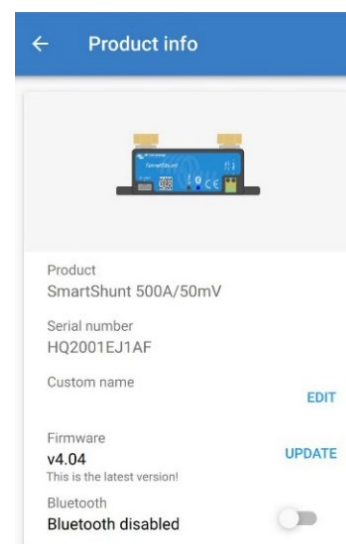 Product info
Product
SmartShunt 500A/50mV
Serial number
HQ2001EJ1AF
Custom name
EDIT
Firmware
v4.04
UPDATE
This is the latest version!
Bluetooth
Bluetooth disabled